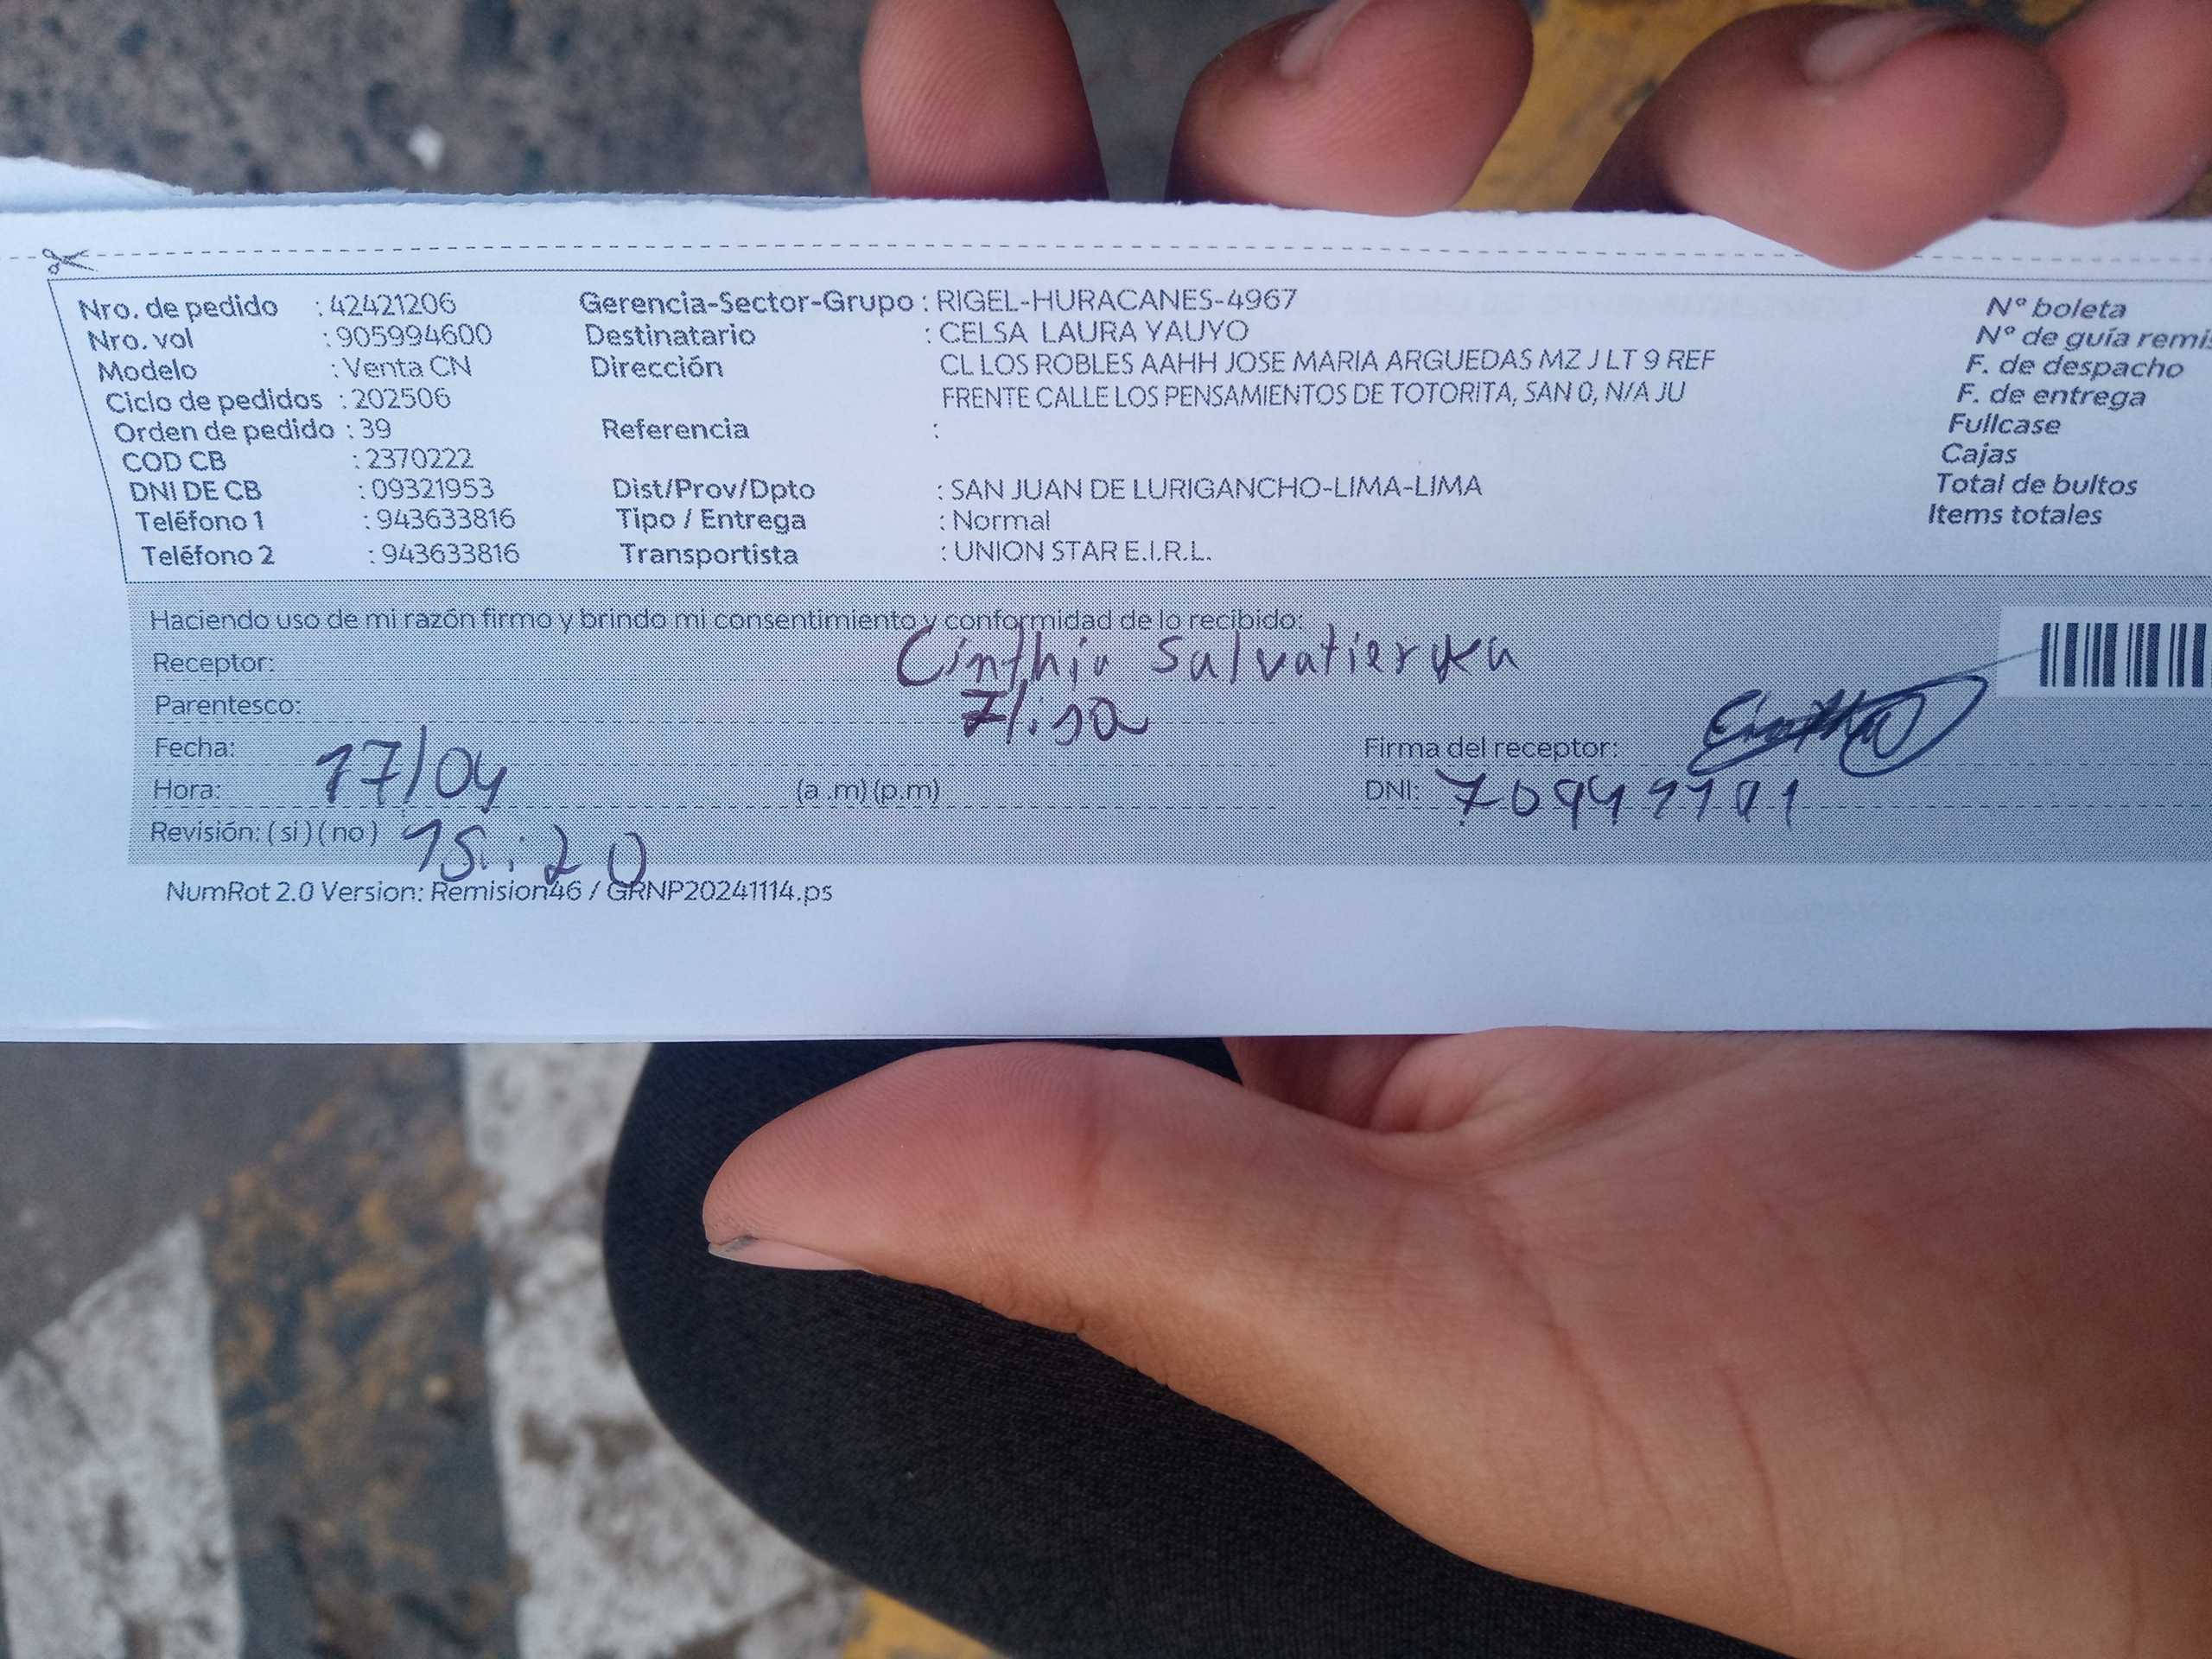 Nro. de pedido : 42421206 Gerencia-Sector-Grupo : RIGEL-HURACANES-4967 N° boleta
Nro. vol : 905994600 Destinatario : CELSA LAURA YAUYO N° de guía remis
Modelo : Venta CN Dirección CL LOS ROBLES AAHH JOSE MARIA ARGUEDAS MZ J LT 9 REF F. de despacho
Ciclo de pedidos : 202506 FRENTE CALLE LOS PENSAMIENTOS DE TOTORITA, SAN 0, N/A JU F. de entrega
Orden de pedido : 39 Referencia : Fullcase
COD CB : 2370222 Cajas
DNI DE CB : 09321953 Dist/Prov/Dpto : SAN JUAN DE LURIGANCHO-LIMA-LIMA Total de bultos
Teléfono 1 : 943633816 Tipo / Entrega : Normal Items totales
Teléfono 2 : 943633816 Transportista : UNION STAR E.I.R.L.
Haciendo uso de mi razón firmo y brindo mi consentimiento y conformidad de lo recibido:
Receptor: Cinthia Salvatierra
Parentesco:
Fecha: 17/04 Firma del receptor:
Hora: (a .m) (p.m) DNI:
Revisión: ( si ) ( no ) 15:20
NumRot 2.0 Version: Remision46 / GRNP20241114.ps